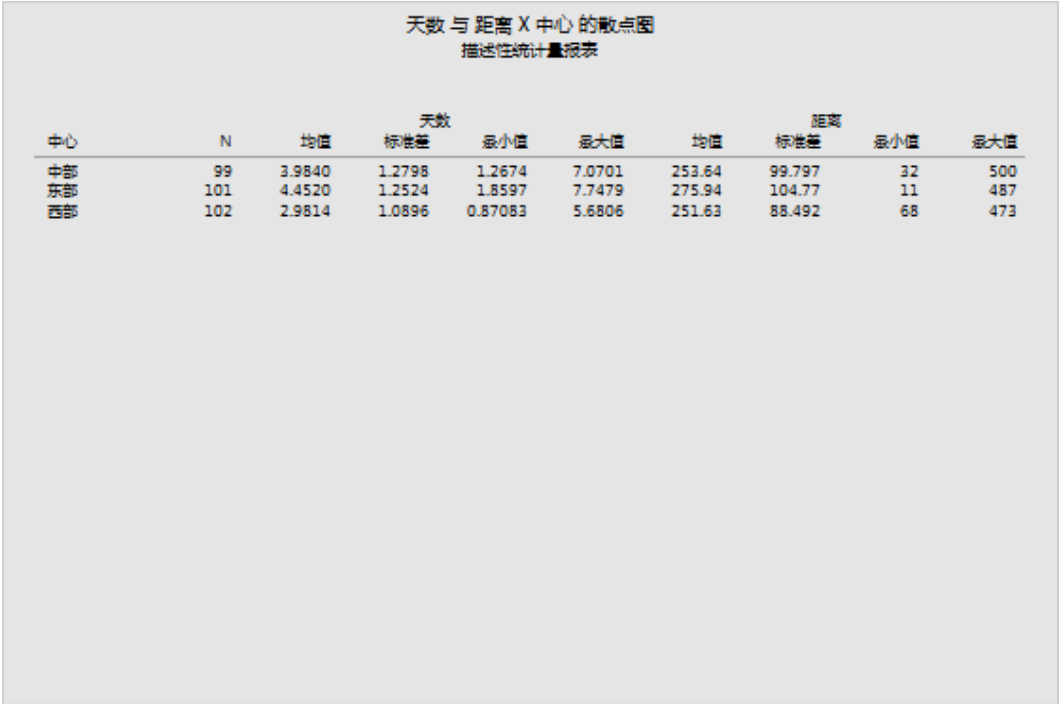 天数 与 距离 X 中心 的散点图
描述性统计量报表
天数 距离
中心 N 均值 标准差 最小值 最大值 均值 标准差 最小值 最大值
中部 99 3.9840 1.2798 1.2674 7.0701 253.64 99.797 32 500
东部 101 4.4520 1.2524 1.8597 7.7479 275.94 104.77 11 487
西部 102 2.9814 1.0896 0.87083 5.6806 251.63 88.492 68 473